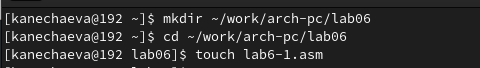 [kanechaeva@192 ~]$ mkdir ~/work/arch-pc/lab06
[kanechaeva@192 ~]$ cd ~/work/arch-pc/lab06
[kanechaeva@192 lab06]$ touch lab6-1.asm